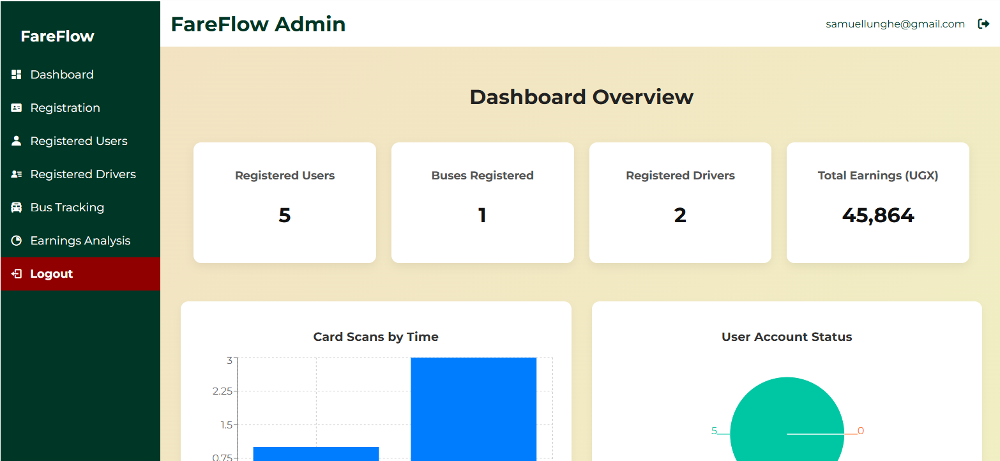 FareFlow
Dashboard
Registration
Registered Users
Registered Drivers
Bus Tracking
Earnings Analysis
Logout
FareFlow Admin
samuellunghe@gmail.com
Dashboard Overview
Registered Users
5
Buses Registered
1
Registered Drivers
2
Total Earnings (UGX)
45,864
Card Scans by Time
3
2.25
1.5
0.75
User Account Status
5
0